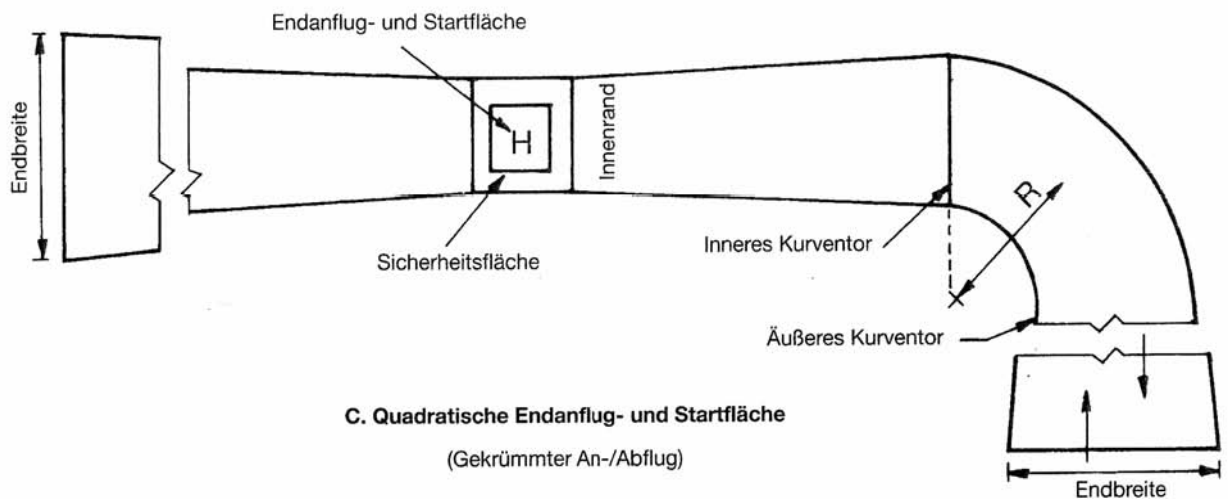 Endanflug- und Startfläche
Endbreite
H
Innenrand
R
Inneres Kurventor
Sicherheitsfläche
Äußeres Kurventor
C. Quadratische Endanflug- und Startfläche
(Gekrümmter An-/Abflug)
Endbreite